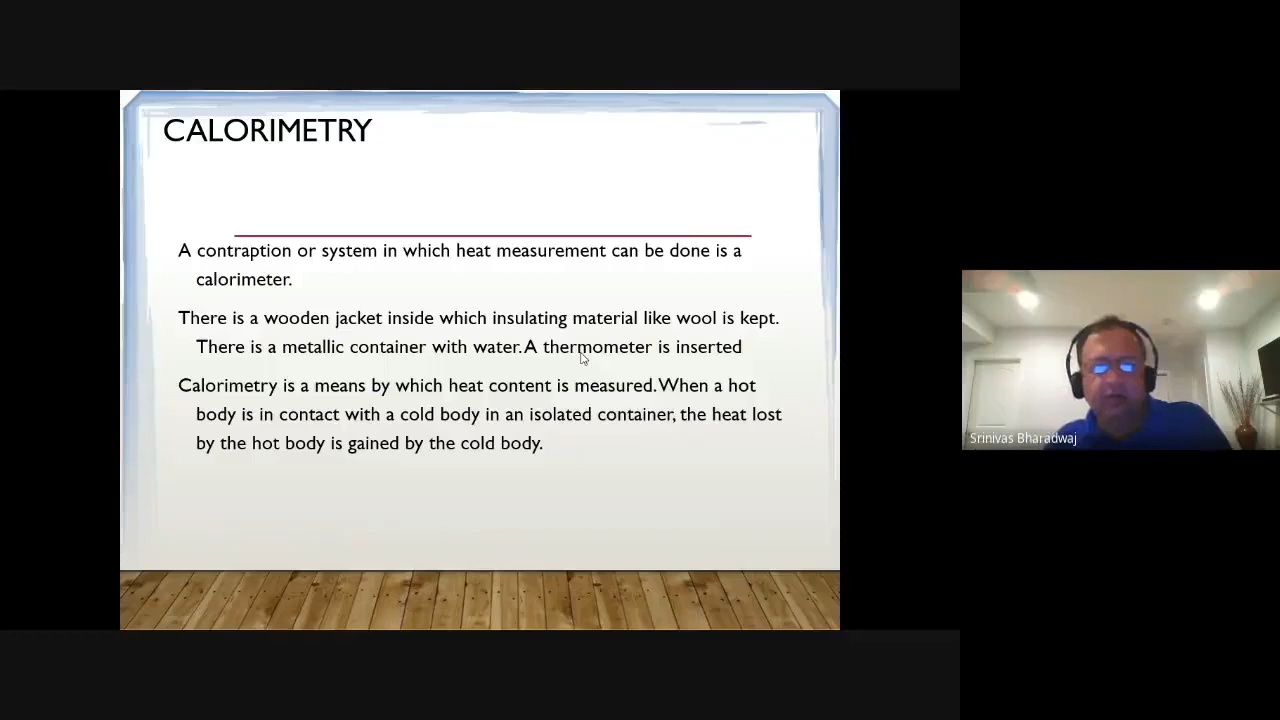 CALORIMETRY
A contraption or system in which heat measurement can be done is a
calorimeter.
There is a wooden jacket inside which insulating material like wool is kept.
There is a metallic container with water. A thermometer is inserted
Calorimetry is a means by which heat content is measured. When a hot
body is in contact with a cold body in an isolated container, the heat lost
by the hot body is gained by the cold body.
Srinivas Bharadwaj